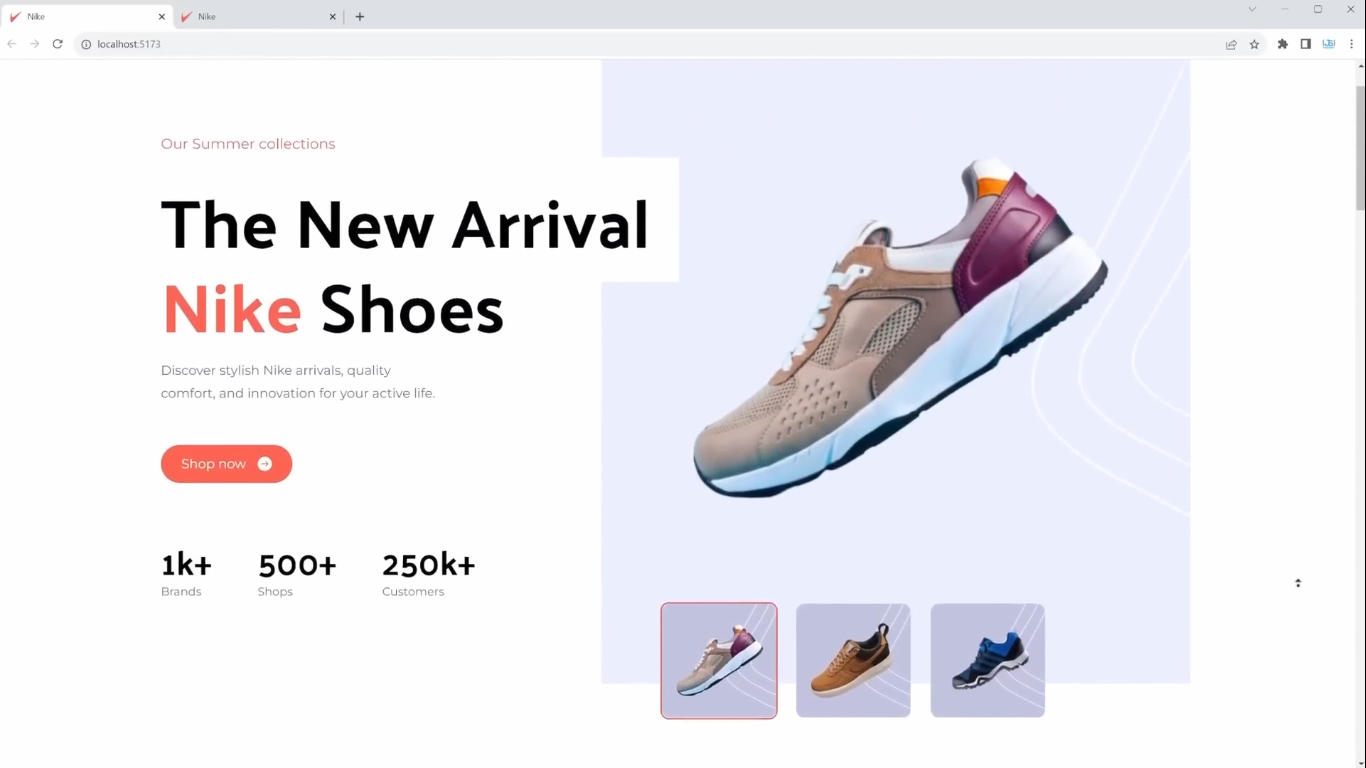 Nike
Nike
localhost:5173
Our Summer collections
The New Arrival
Nike Shoes
Discover stylish Nike arrivals, quality
comfort, and innovation for your active life.
Shop now
1k+ 500+ 250k+
Brands Shops Customers